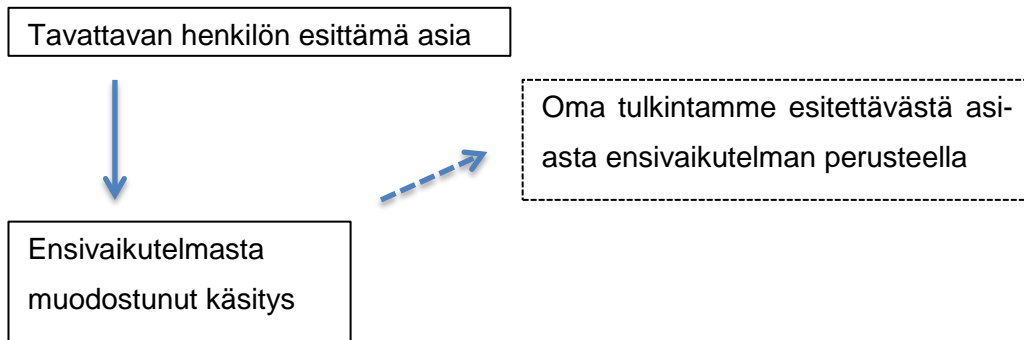 Tavattavan henkilön esittämä asia
Oma tulkintamme esitettävästä asi-
asta ensivaikutelman perusteella
Ensivaikutelmasta
muodostunut käsitys